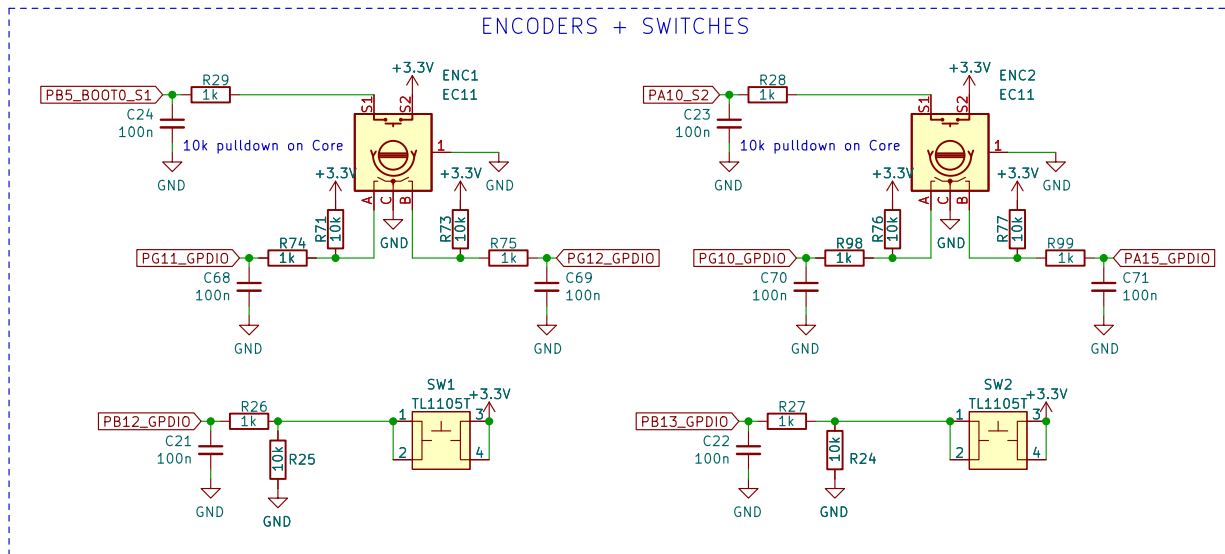 ENCODERS + SWITCHES
PB5_BOOT0_S1
R29
1k
C24
100n
GND
10k pulldown on Core
+3.3V
ENC1
EC11
S1
S2
1
GND
A
C
B
GND
+3.3V
R71
10k
+3.3V
R73
10k
PG11_GPDIO
R74
1k
C68
100n
GND
R75
1k
PG12_GPDIO
C69
100n
GND
PA10_S2
R28
1k
C23
100n
GND
10k pulldown on Core
+3.3V
ENC2
EC11
S1
S2
1
GND
A
C
B
GND
+3.3V
R76
10k
+3.3V
R77
10k
PG10_GPDIO
R98
1k
C70
100n
GND
R99
1k
PA15_GPDIO
C71
100n
GND
PB12_GPDIO
R26
1k
C21
100n
GND
10k
R25
GND
SW1
TL1105T
+3.3V
1
2
3
4
PB13_GPDIO
R27
1k
C22
100n
GND
10k
R24
GND
SW2
TL1105T
+3.3V
1
2
3
4